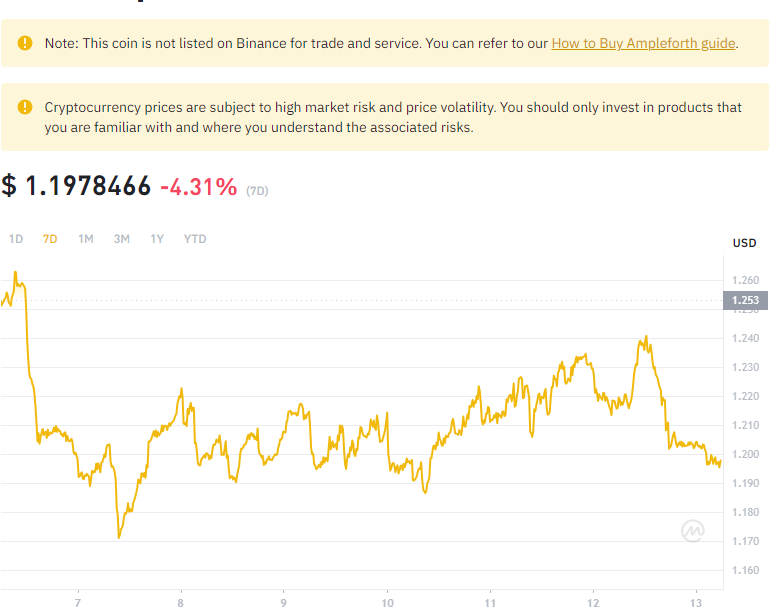 Note: This coin is not listed on Binance for trade and service. You can refer to our How to Buy Ampleforth guide.
Cryptocurrency prices are subject to high market risk and price volatility. You should only invest in products that
you are familiar with and where you understand the associated risks.
$ 1.1978466 -4.31% (7D)
1D 7D 1M 3M 1Y YTD
USD
1.260
1.253
1.240
1.230
1.220
1.210
1.200
1.190
1.180
1.170
1.160
7 8 9 10 11 12 13